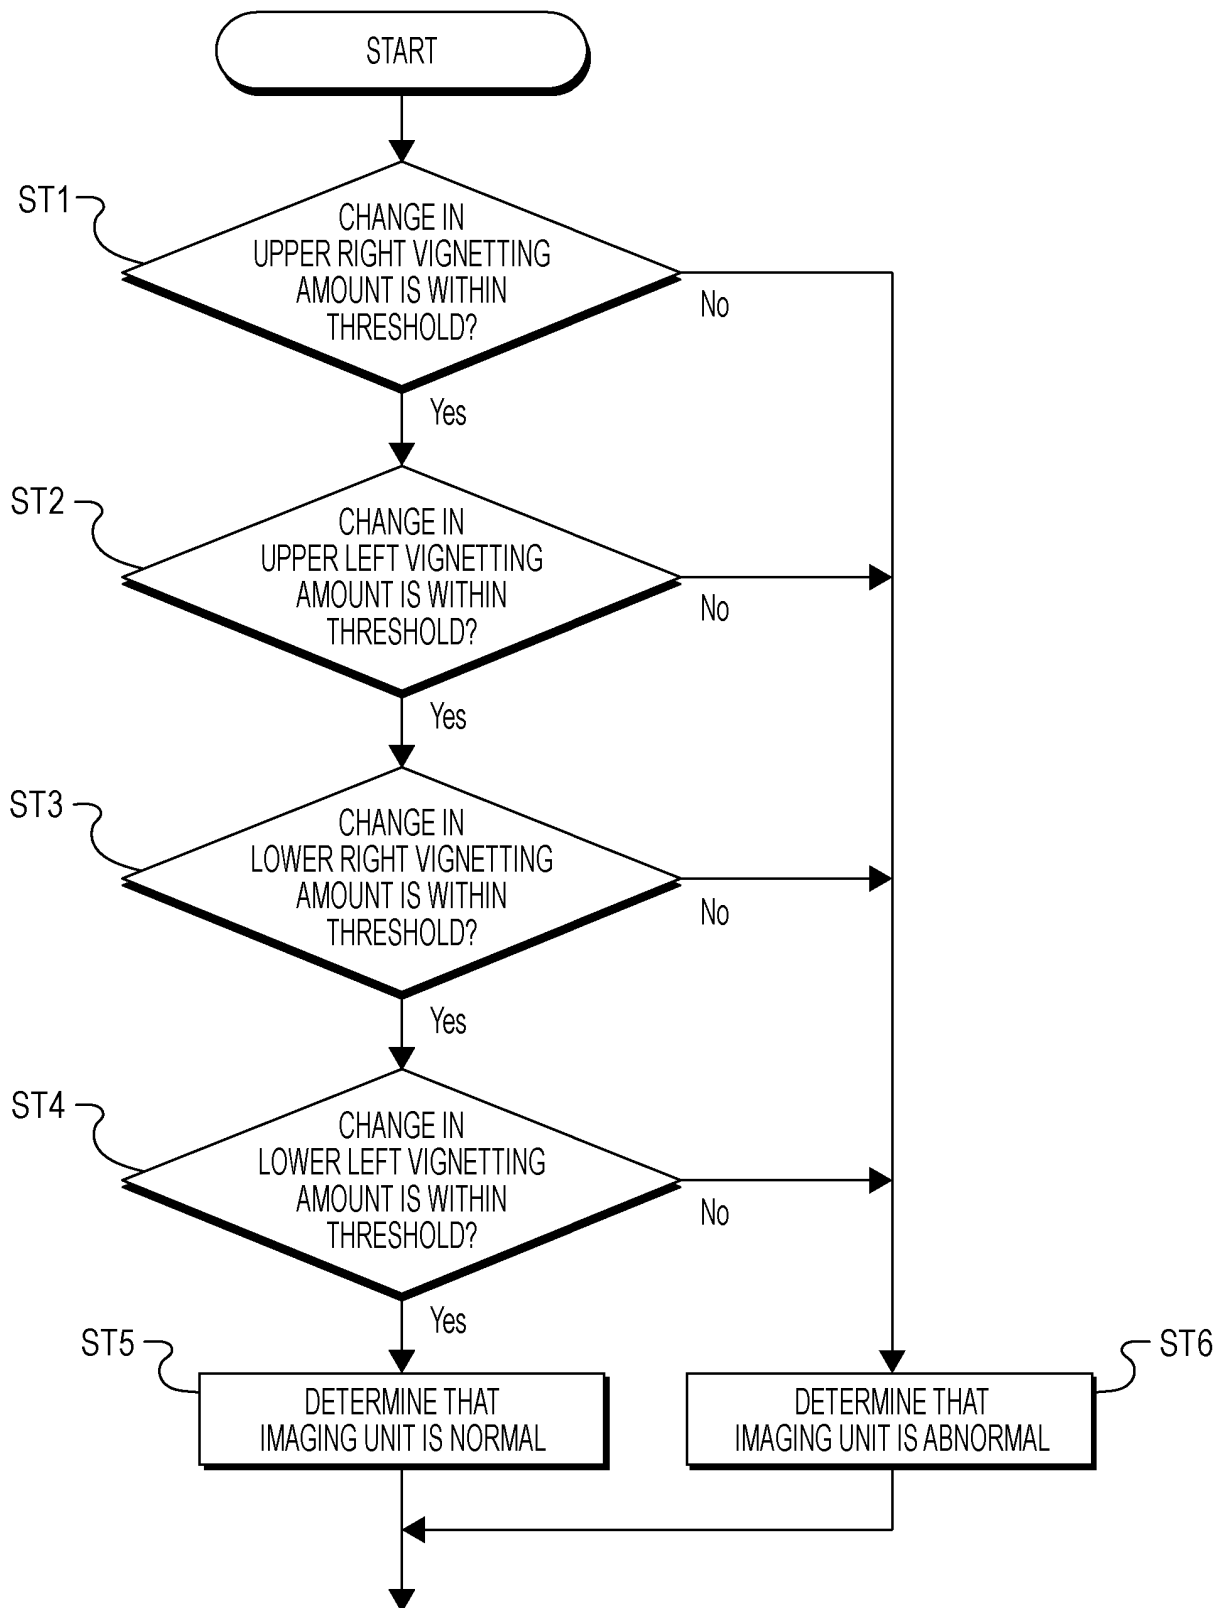 START
ST1
CHANGE IN
UPPER RIGHT VIGNETTING
AMOUNT IS WITHIN
THRESHOLD?
No
Yes
ST2
CHANGE IN
UPPER LEFT VIGNETTING
AMOUNT IS WITHIN
THRESHOLD?
No
Yes
ST3
CHANGE IN
LOWER RIGHT VIGNETTING
AMOUNT IS WITHIN
THRESHOLD?
No
Yes
ST4
CHANGE IN
LOWER LEFT VIGNETTING
AMOUNT IS WITHIN
THRESHOLD?
No
Yes
ST5
DETERMINE THAT
IMAGING UNIT IS NORMAL
ST6
DETERMINE THAT
IMAGING UNIT IS ABNORMAL